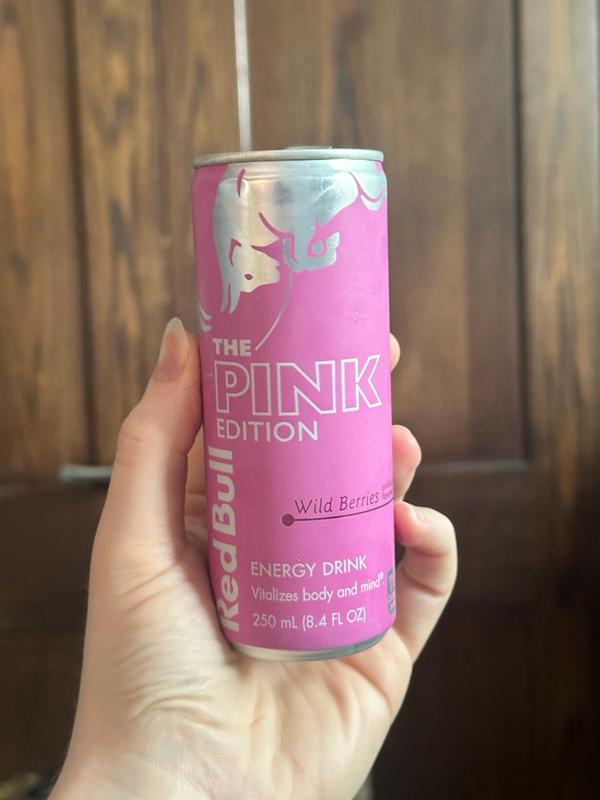 THE
PINK
EDITION
Red Bull
Wild Berries
ENERGY DRINK
Vitalizes body and mind®.
250 mL (8.4 FL OZ)